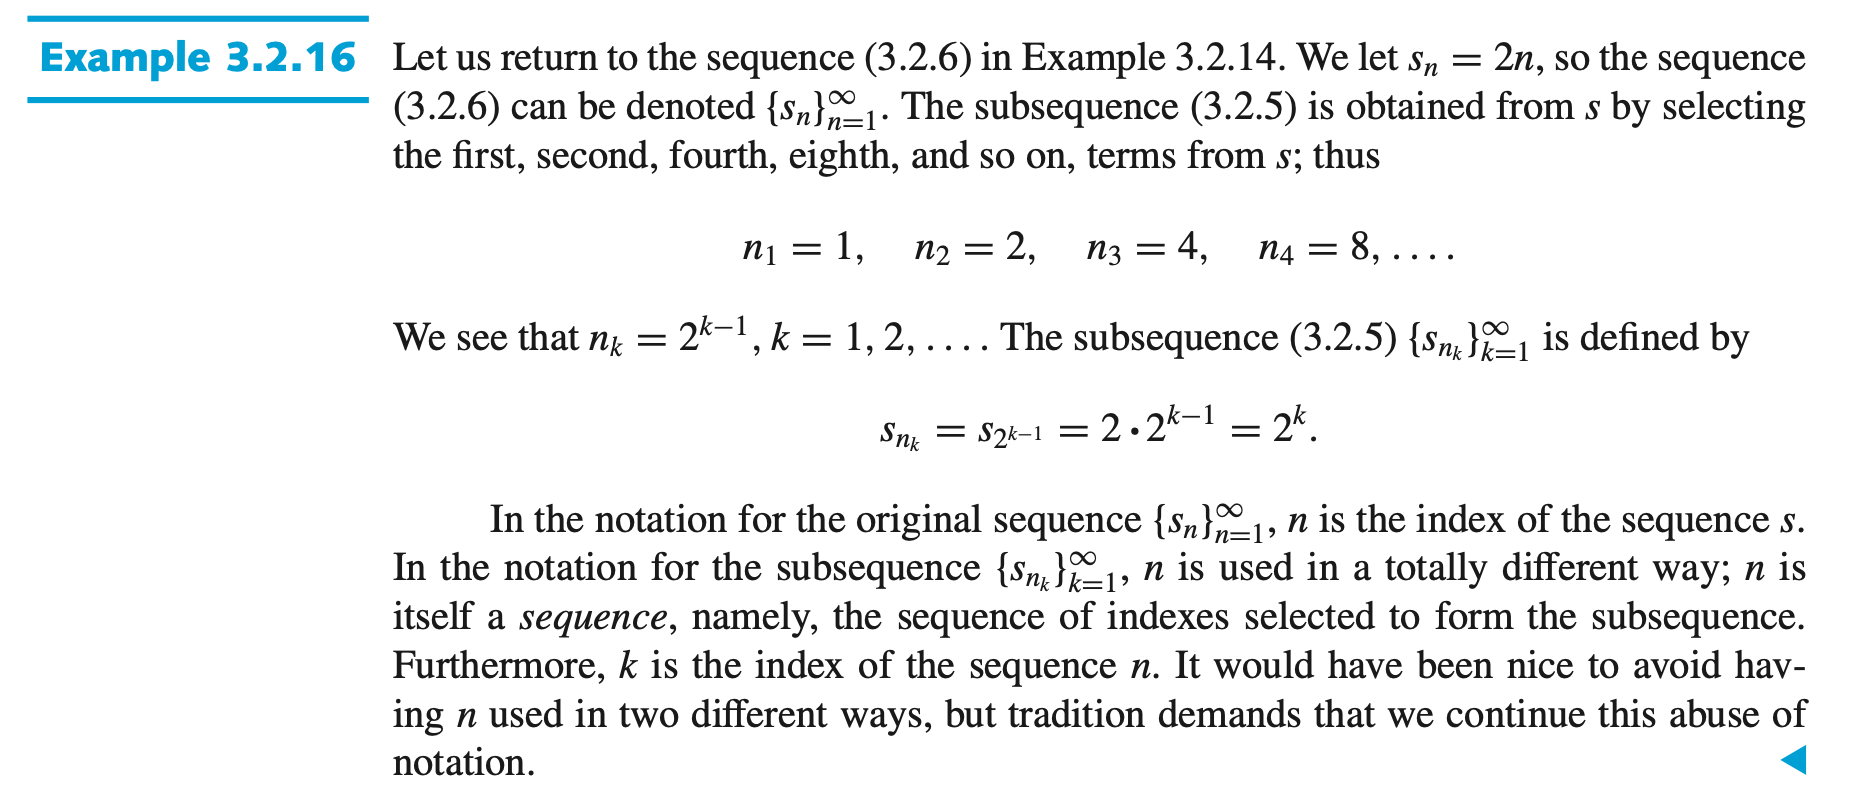 Example 3.2.16 Let us return to the sequence (3.2.6) in Example 3.2.14. We let sₙ = 2n, so the sequence
(3.2.6) can be denoted {sₙ}_{n=1}^∞. The subsequence (3.2.5) is obtained from s by selecting
the first, second, fourth, eighth, and so on, terms from s; thus
n₁ = 1, n₂ = 2, n₃ = 4, n₄ = 8, . . . .
We see that n_k = 2^{k−1}, k = 1, 2, . . . . The subsequence (3.2.5) {s_{n_k}}_{k=1}^∞ is defined by
s_{n_k} = s_{2^{k−1}} = 2 · 2^{k−1} = 2^k.
In the notation for the original sequence {sₙ}_{n=1}^∞, n is the index of the sequence s.
In the notation for the subsequence {s_{n_k}}_{k=1}^∞, n is used in a totally different way; n is
itself a sequence, namely, the sequence of indexes selected to form the subsequence.
Furthermore, k is the index of the sequence n. It would have been nice to avoid hav-
ing n used in two different ways, but tradition demands that we continue this abuse of
notation.